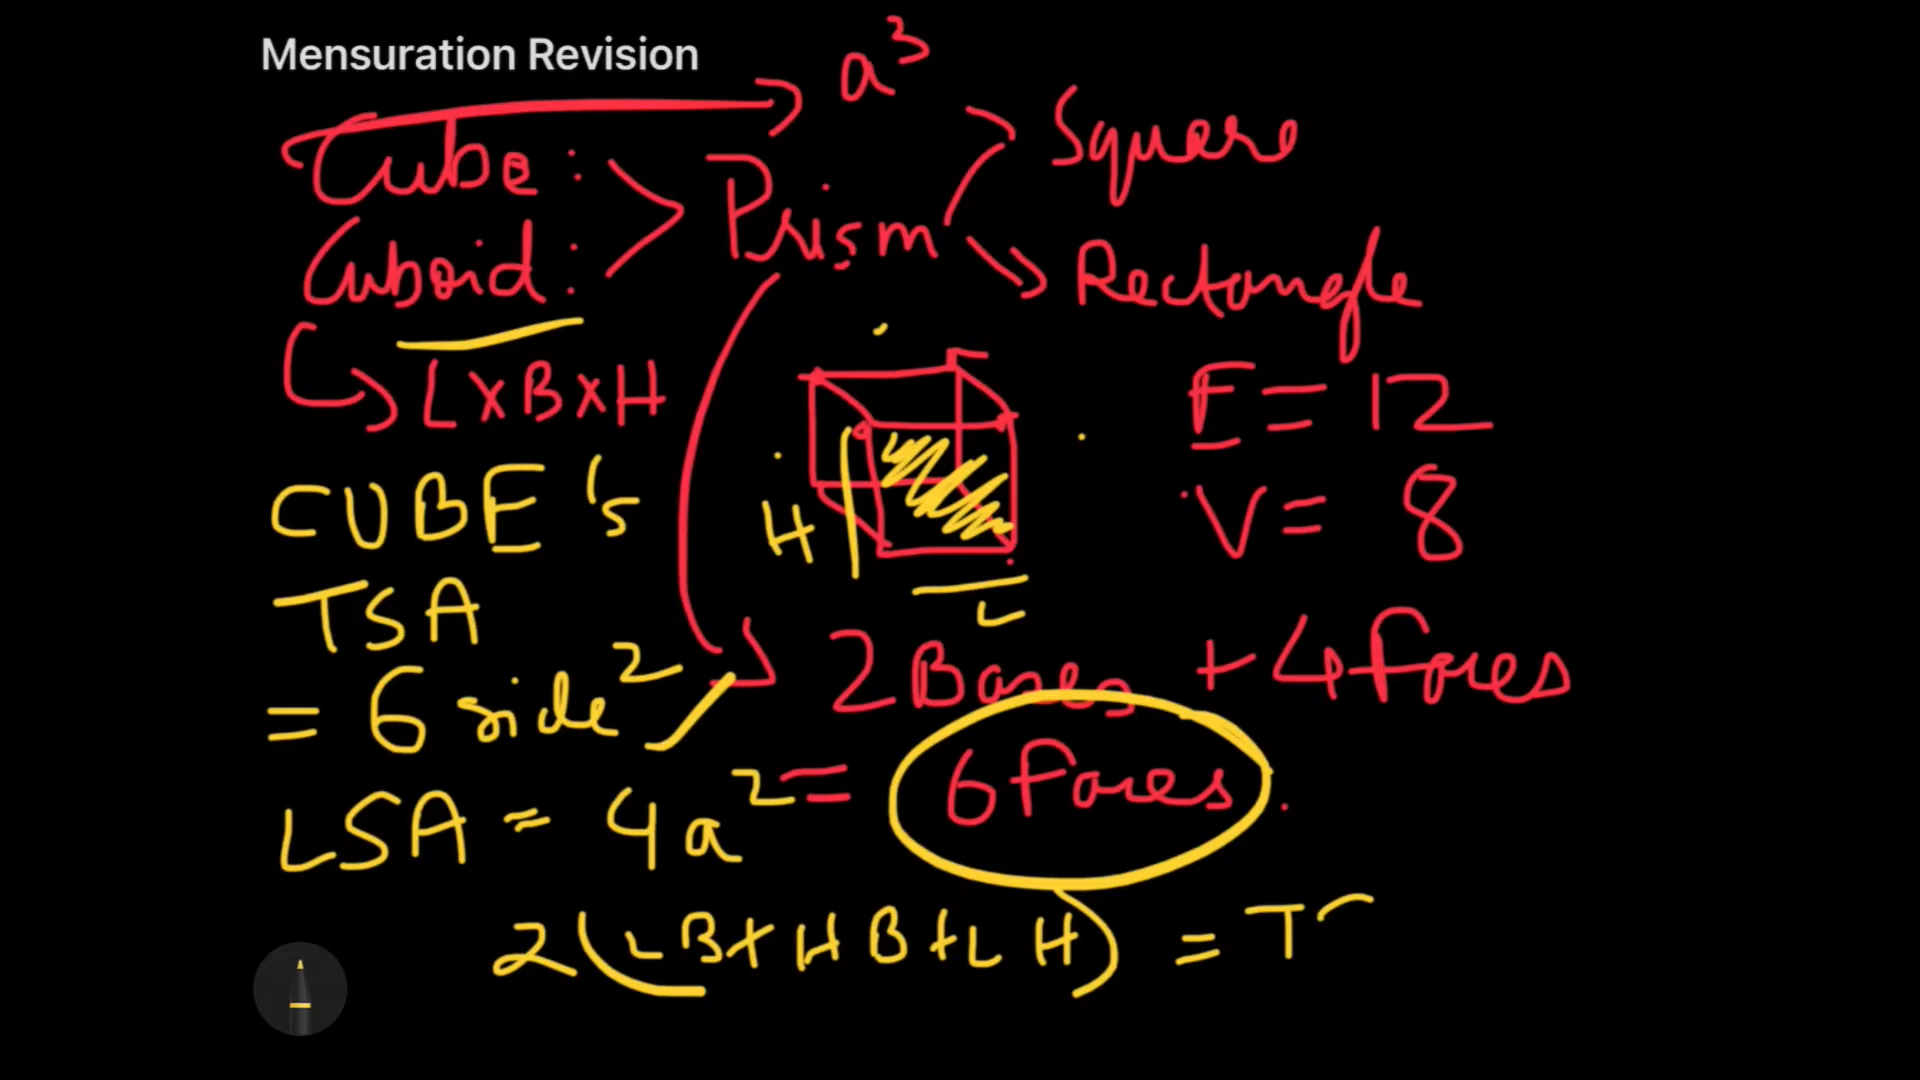 Mensuration Revision
a³
Cube :
Cuboid :
Prism
Square
Rectangle
L×B×H
E = 12
V = 8
CUBE's
TSA
= 6 side²
H
L
2 Bases + 4 faces
= 6 faces
LSA = 4a²
2(LB+HB+LH) = T